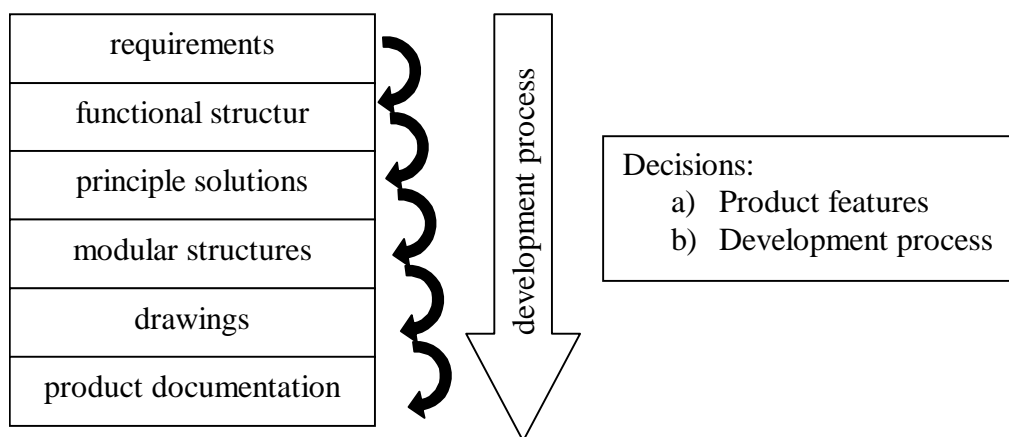 requirements
functional structur
principle solutions
modular structures
drawings
product documentation
development process
Decisions:
a) Product features
b) Development process